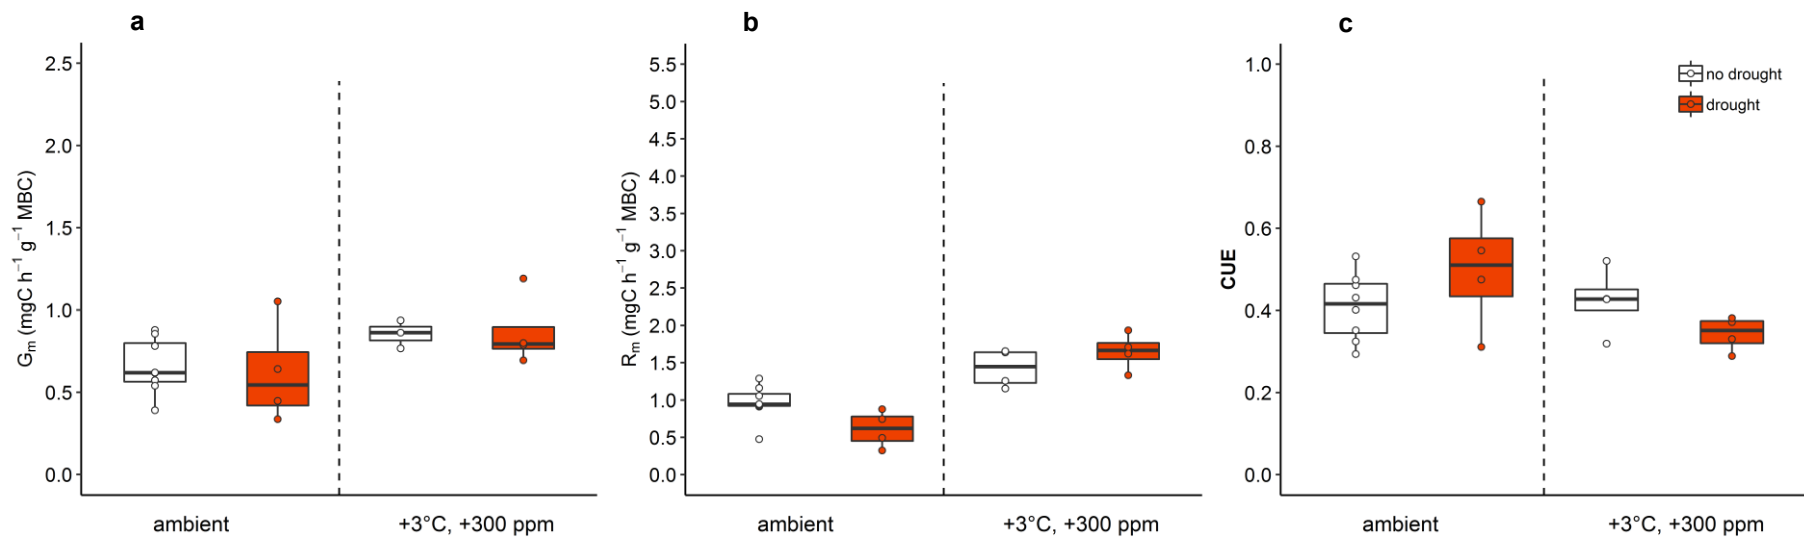 a
2.5
2.0
1.5
1.0
0.5
0.0
Gm (mgC h−1 g−1 MBC)
ambient
+3°C, +300 ppm
b
5.5
5.0
4.5
4.0
3.5
3.0
2.5
2.0
1.5
1.0
0.5
0.0
Rm (mgC h−1 g−1 MBC)
ambient
+3°C, +300 ppm
c
1.0
0.8
0.6
0.4
0.2
0.0
CUE
no drought
drought
ambient
+3°C, +300 ppm